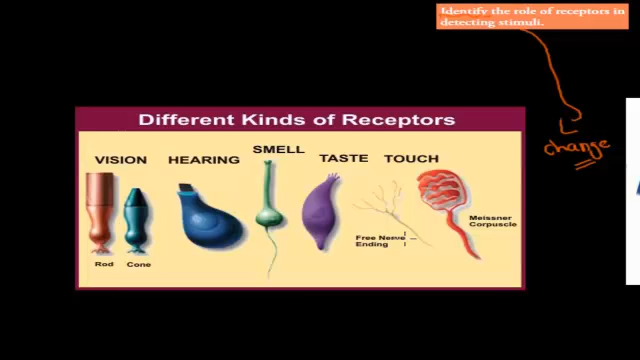 Identify the role of receptors in
detecting stimuli.
change
Different Kinds of Receptors
VISION HEARING SMELL TASTE TOUCH
Meissner
Corpuscle
Free Nerve
Ending
Rod Cone